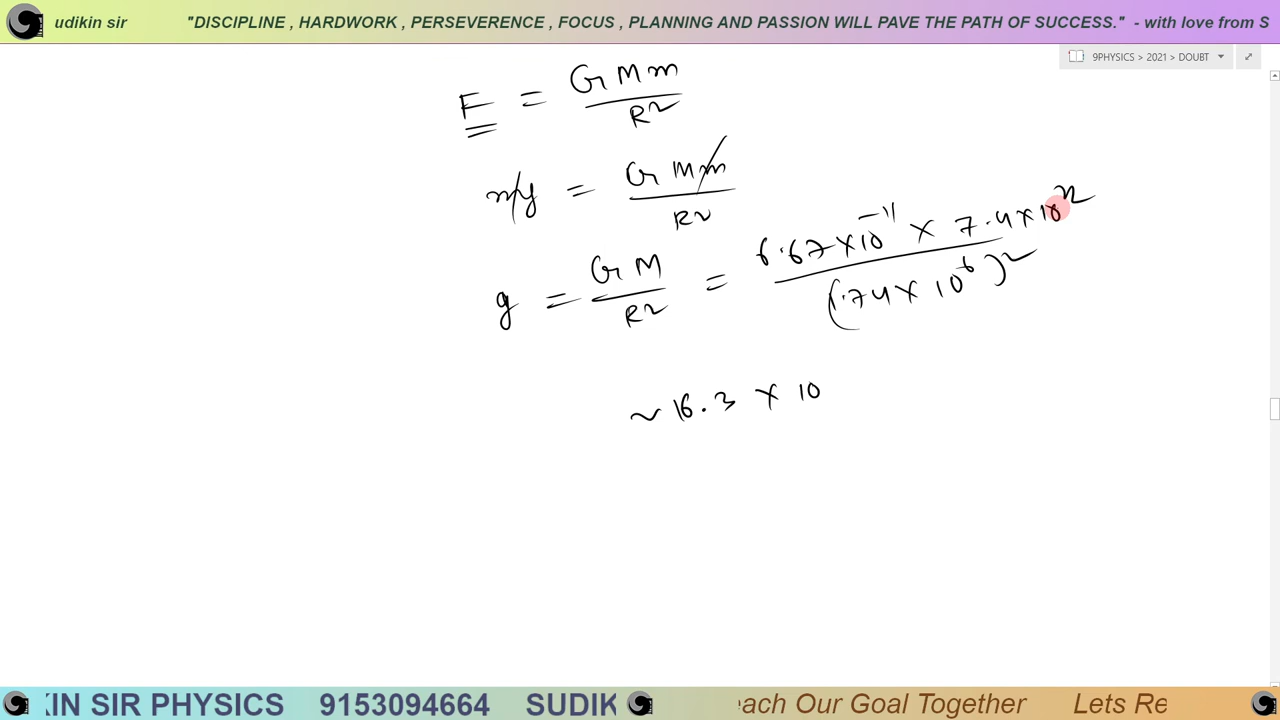 udikin sir "DISCIPLINE , HARDWORK , PERSEVERENCE , FOCUS , PLANNING AND PASSION WILL PAVE THE PATH OF SUCCESS." - with love from S
9PHYSICS > 2021 > DOUBT
F = GMm / R²
mg = GMm / R²
g = GM / R² = 6.67 × 10⁻¹¹ × 7.4 × 10²² / (1.74 × 10⁶)²
~ 16.3 × 10
KIN SIR PHYSICS 9153094664 SUDIK each Our Goal Together Lets Re